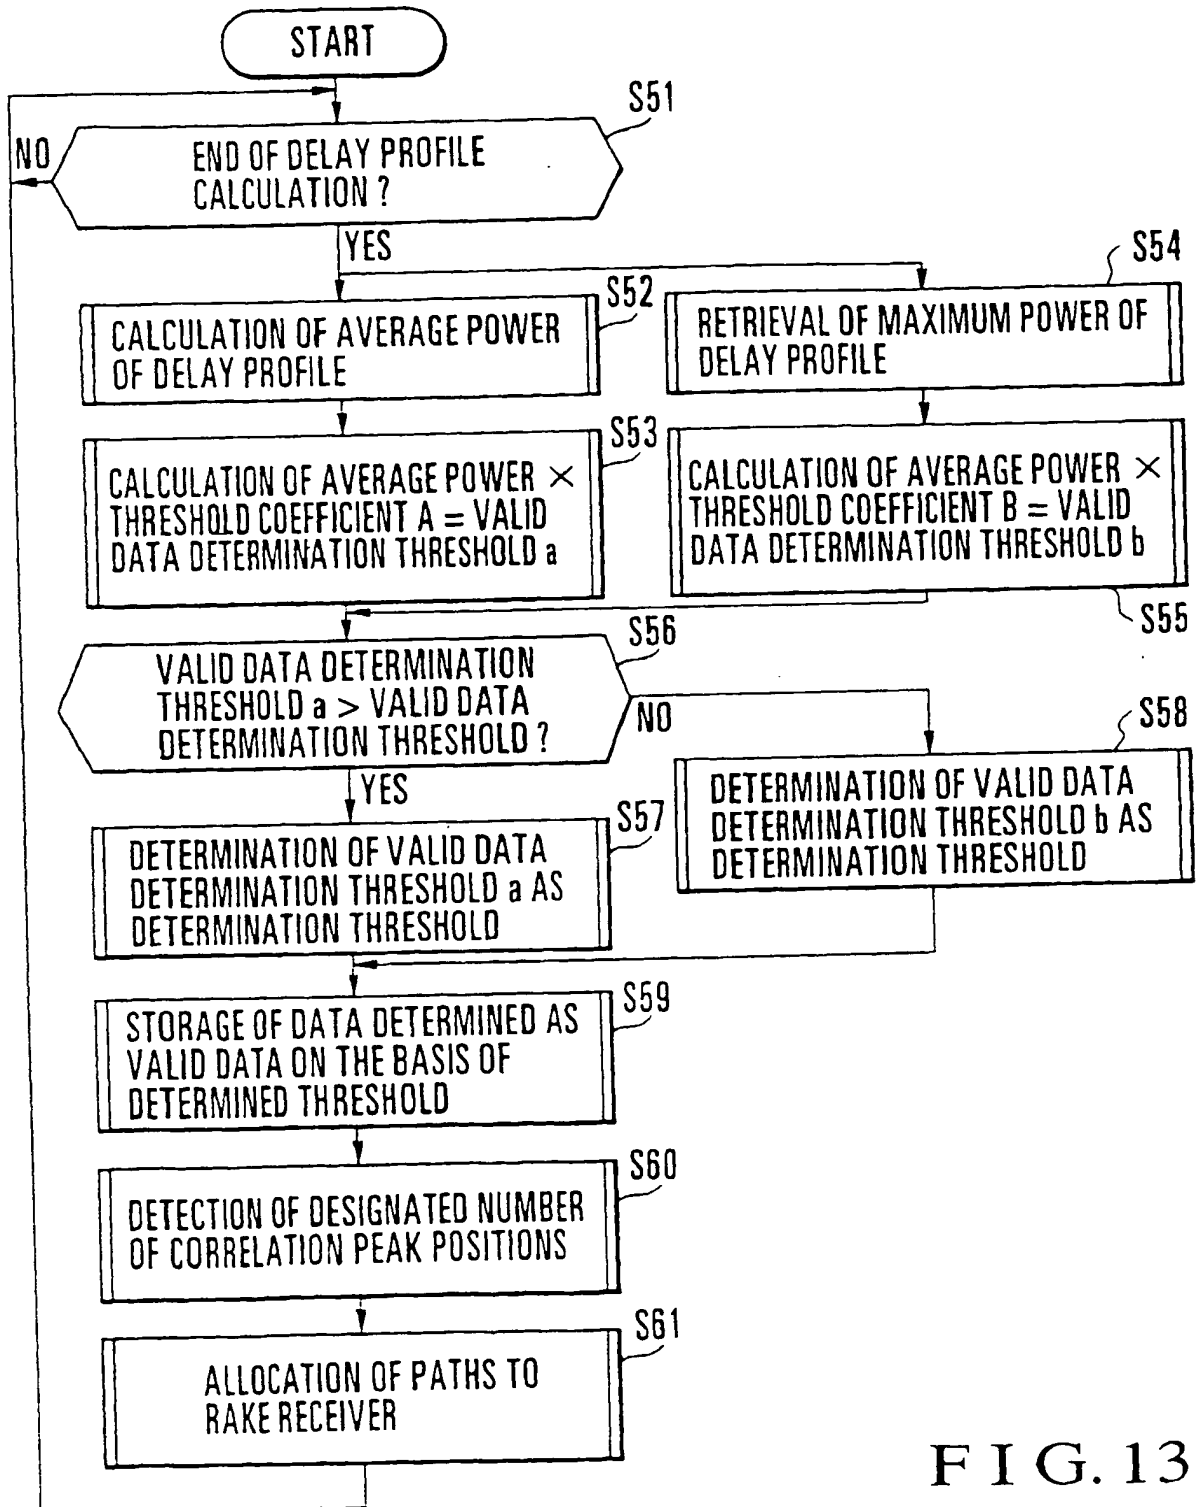 START
S51
NO
END OF DELAY PROFILE
CALCULATION ?
YES
S52
CALCULATION OF AVERAGE POWER
OF DELAY PROFILE
S54
RETRIEVAL OF MAXIMUM POWER OF
DELAY PROFILE
S53
CALCULATION OF AVERAGE POWER ×
THRESHOLD COEFFICIENT A = VALID
DATA DETERMINATION THRESHOLD a
CALCULATION OF AVERAGE POWER ×
THRESHOLD COEFFICIENT B = VALID
DATA DETERMINATION THRESHOLD b
S55
S56
VALID DATA DETERMINATION
THRESHOLD a > VALID DATA
DETERMINATION THRESHOLD ?
NO
YES
S58
DETERMINATION OF VALID DATA
DETERMINATION THRESHOLD b AS
DETERMINATION THRESHOLD
S57
DETERMINATION OF VALID DATA
DETERMINATION THRESHOLD a AS
DETERMINATION THRESHOLD
S59
STORAGE OF DATA DETERMINED AS
VALID DATA ON THE BASIS OF
DETERMINED THRESHOLD
S60
DETECTION OF DESIGNATED NUMBER
OF CORRELATION PEAK POSITIONS
S61
ALLOCATION OF PATHS TO
RAKE RECEIVER
FIG. 13